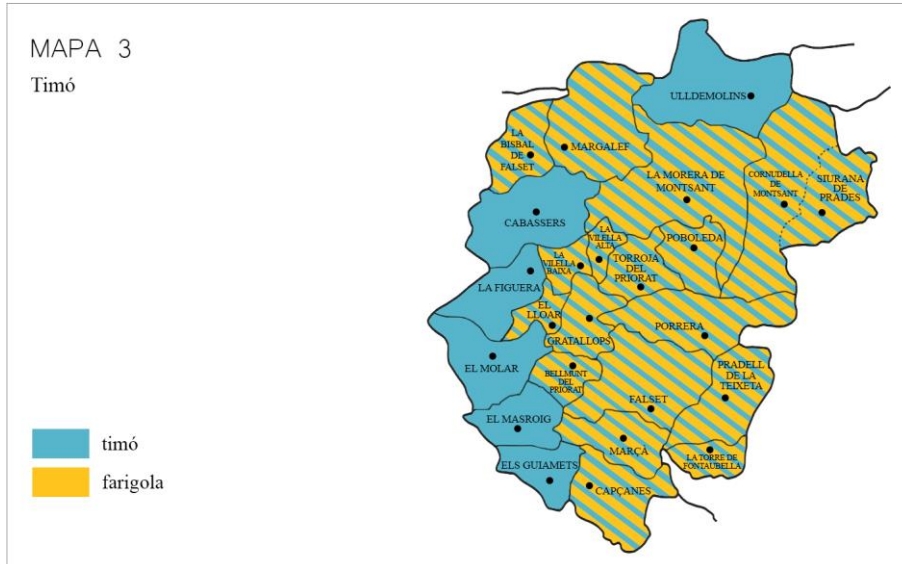 MAPA 3
Timó
ULLDEMOLINS
LA
BISBAL
DE
FALSET
MARGALEF
LA MORERA DE
MONTSANT
CORNUDELLA
DE
MONTSANT
SIURANA
DE
PRADES
CABASSERS
LA
VILELLA
ALTA
POBOLEDA
LA
VILELLA
BAIXA
TORROJA
DEL
PRIORAT
LA FIGUERA
EL
LLOAR
GRATALLOPS
PORRERA
EL MOLAR
BELLMUNT
DEL
PRIORAT
PRADELL
DE LA
TEIXETA
FALSET
EL MASROIG
MARÇÀ
LA TORRE DE
FONTAUBELLA
ELS GUIAMETS
CAPÇANES
timó
farigola